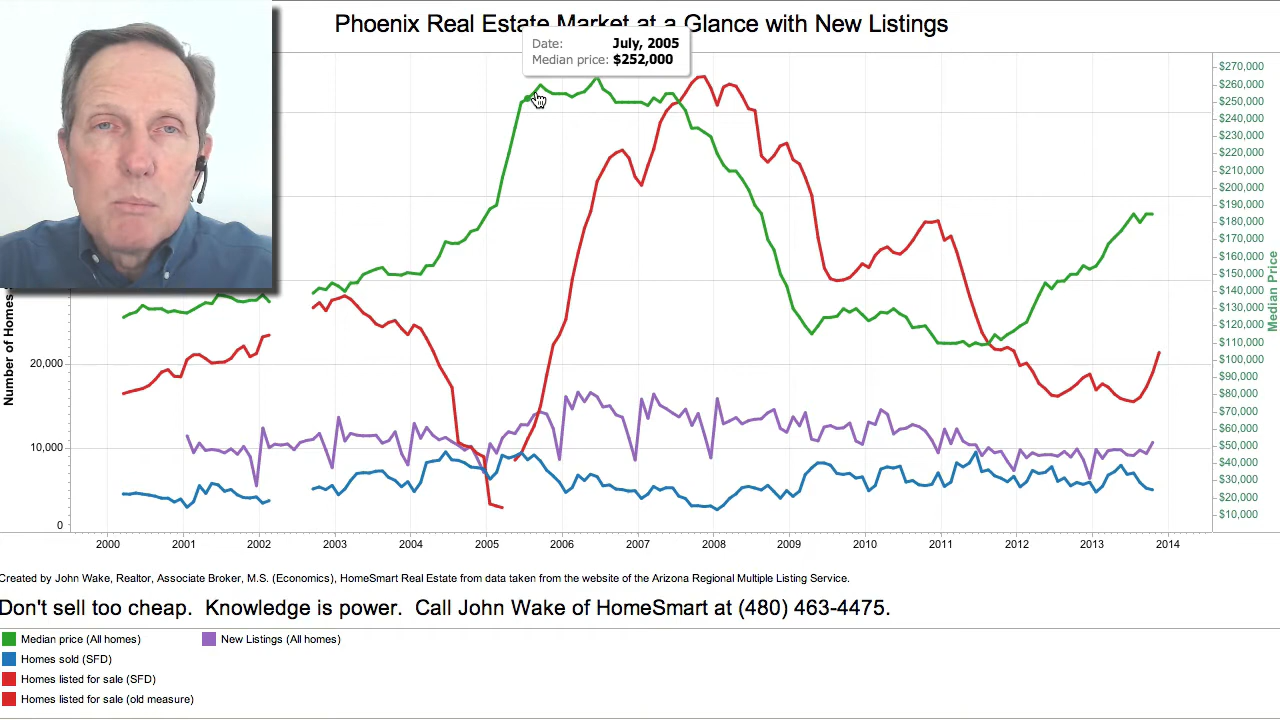 Phoenix Real Estate Market at a Glance with New Listings
Date: July, 2005
Median price: $252,000
$270,000
$260,000
$250,000
$240,000
$230,000
$220,000
$210,000
$200,000
$190,000
$180,000
$170,000
$160,000
$150,000
$140,000
$130,000
$120,000
$110,000
$100,000
$90,000
$80,000
$70,000
$60,000
$50,000
$40,000
$30,000
$20,000
$10,000
Median Price
Number of Homes
20,000
10,000
0
2000 2001 2002 2003 2004 2005 2006 2007 2008 2009 2010 2011 2012 2013 2014
Created by John Wake, Realtor, Associate Broker, M.S. (Economics), HomeSmart Real Estate from data taken from the website of the Arizona Regional Multiple Listing Service.
Don't sell too cheap. Knowledge is power. Call John Wake of HomeSmart at (480) 463-4475.
Median price (All homes) New Listings (All homes)
Homes sold (SFD)
Homes listed for sale (SFD)
Homes listed for sale (old measure)